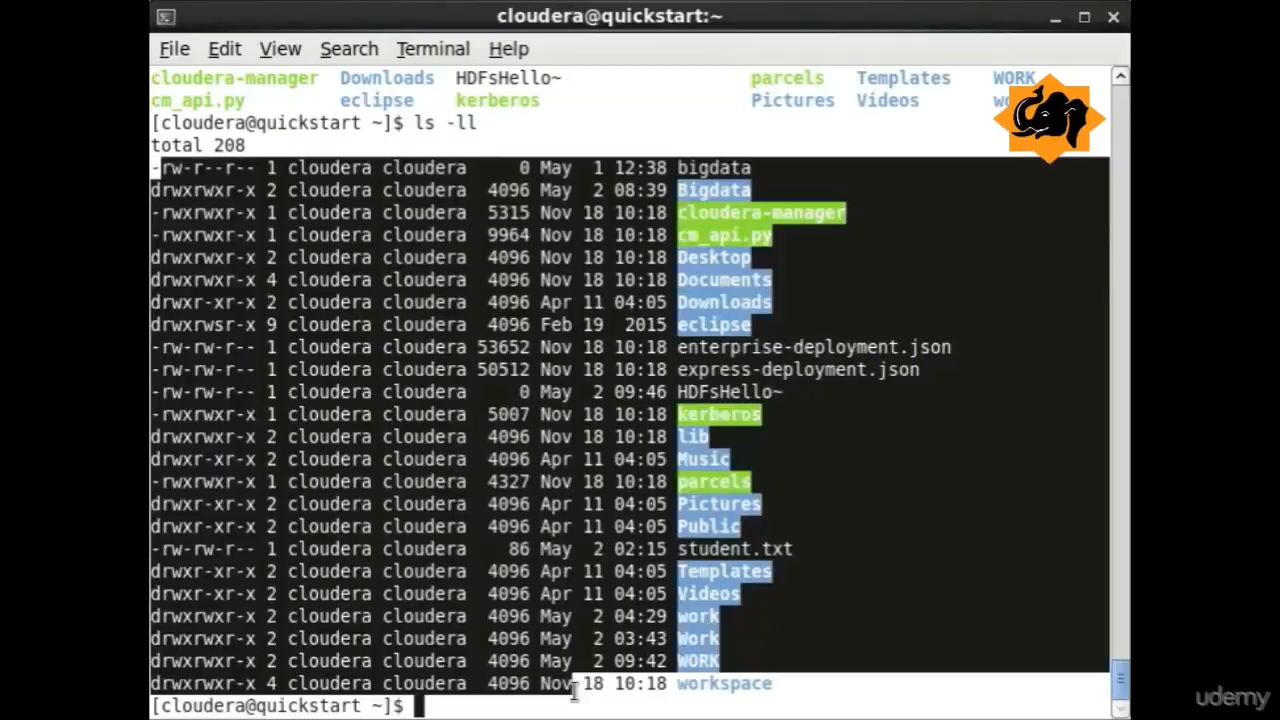 cloudera@quickstart:~
File Edit View Search Terminal Help
cloudera-manager Downloads HDFsHello~ parcels Templates WORK
cm_api.py eclipse kerberos Pictures Videos
[cloudera@quickstart ~]$ ls -ll
total 208
-rw-r--r-- 1 cloudera cloudera 0 May 1 12:38 bigdata
drwxrwxr-x 2 cloudera cloudera 4096 May 2 08:39 Bigdata
-rwxrwxr-x 1 cloudera cloudera 5315 Nov 18 10:18 cloudera-manager
-rwxrwxr-x 1 cloudera cloudera 9964 Nov 18 10:18 cm_api.py
drwxrwxr-x 2 cloudera cloudera 4096 Nov 18 10:18 Desktop
drwxrwxr-x 4 cloudera cloudera 4096 Nov 18 10:18 Documents
drwxr-xr-x 2 cloudera cloudera 4096 Apr 11 04:05 Downloads
drwxrwsr-x 9 cloudera cloudera 4096 Feb 19 2015 eclipse
-rw-rw-r-- 1 cloudera cloudera 53652 Nov 18 10:18 enterprise-deployment.json
-rw-rw-r-- 1 cloudera cloudera 50512 Nov 18 10:18 express-deployment.json
-rw-rw-r-- 1 cloudera cloudera 0 May 2 09:46 HDFsHello~
-rwxrwxr-x 1 cloudera cloudera 5007 Nov 18 10:18 kerberos
drwxrwxr-x 2 cloudera cloudera 4096 Nov 18 10:18 lib
drwxr-xr-x 2 cloudera cloudera 4096 Apr 11 04:05 Music
-rwxrwxr-x 1 cloudera cloudera 4327 Nov 18 10:18 parcels
drwxr-xr-x 2 cloudera cloudera 4096 Apr 11 04:05 Pictures
drwxr-xr-x 2 cloudera cloudera 4096 Apr 11 04:05 Public
-rw-rw-r-- 1 cloudera cloudera 86 May 2 02:15 student.txt
drwxr-xr-x 2 cloudera cloudera 4096 Apr 11 04:05 Templates
drwxr-xr-x 2 cloudera cloudera 4096 Apr 11 04:05 Videos
drwxrwxr-x 2 cloudera cloudera 4096 May 2 04:29 work
drwxrwxr-x 2 cloudera cloudera 4096 May 2 03:43 Work
drwxrwxr-x 2 cloudera cloudera 4096 May 2 09:42 WORK
drwxrwxr-x 4 cloudera cloudera 4096 Nov 18 10:18 workspace
[cloudera@quickstart ~]$
udemy